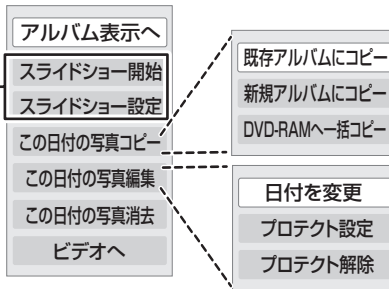 アルバム表示へ
スライドショー開始
スライドショー設定
この日付の写真コピー
この日付の写真編集
この日付の写真消去
ビデオへ
既存アルバムにコピー
新規アルバムにコピー
DVD-RAMへ一括コピー
日付を変更
プロテクト設定
プロテクト解除